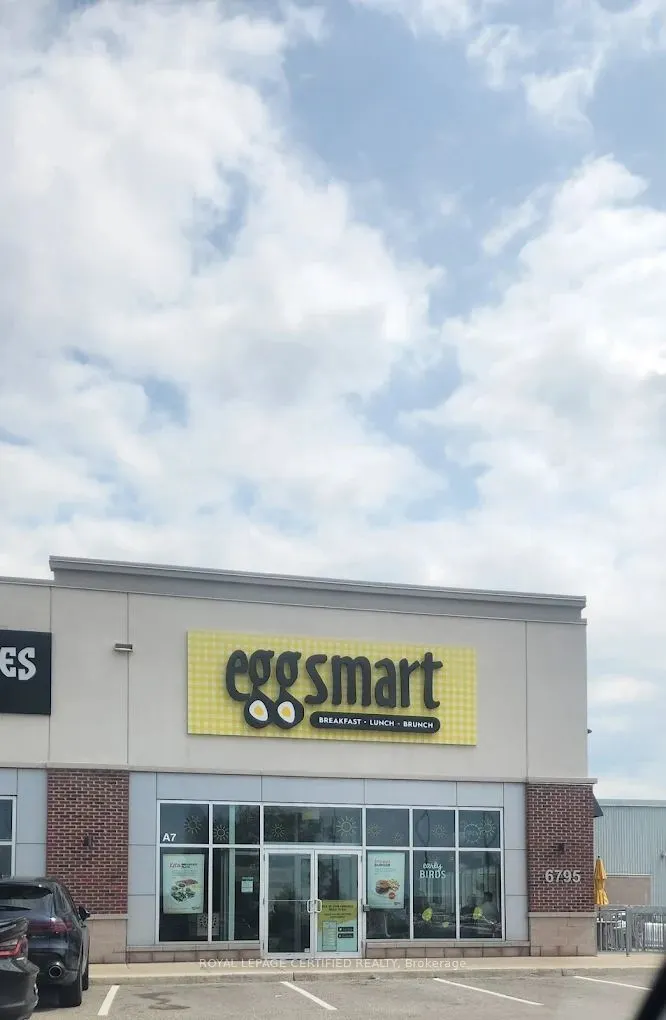 ES
eggsmart
BREAKFAST · LUNCH · BRUNCH
A7
early
BIRDS
6795
ROYAL LEPAGE CERTIFIED REALTY, Brokerage